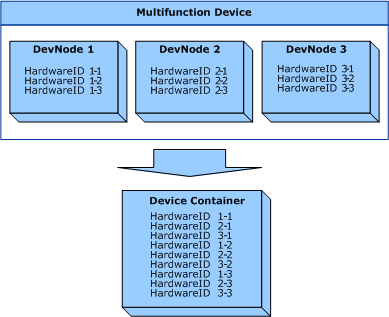 Multifunction Device
DevNode 1
HardwareID 1-1
HardwareID 1-2
HardwareID 1-3
DevNode 2
HardwareID 2-1
HardwareID 2-2
HardwareID 2-3
DevNode 3
HardwareID 3-1
HardwareID 3-2
HardwareID 3-3
Device Container
HardwareID 1-1
HardwareID 2-1
HardwareID 3-1
HardwareID 1-2
HardwareID 2-2
HardwareID 3-2
HardwareID 1-3
HardwareID 2-3
HardwareID 3-3